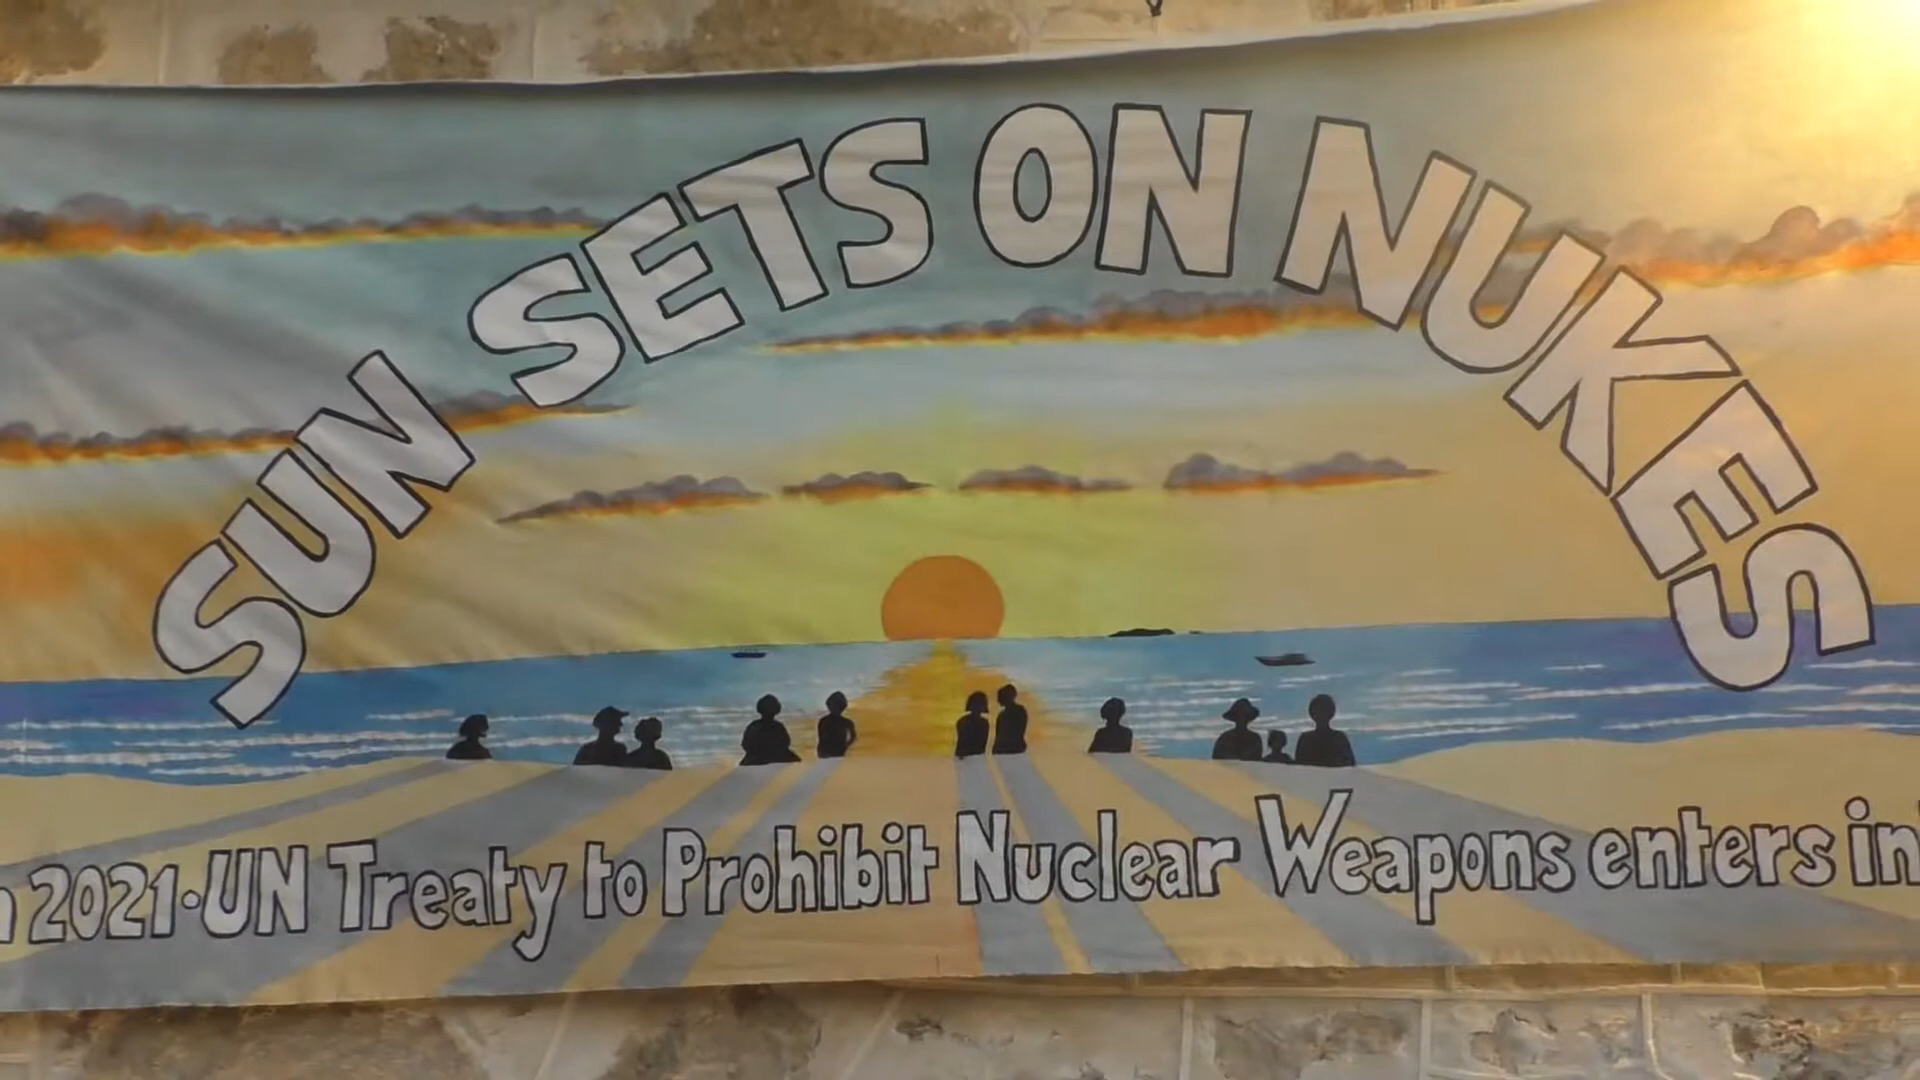 SUN SETS ON NUKES
2021·UN Treaty to Prohibit Nuclear Weapons enters in